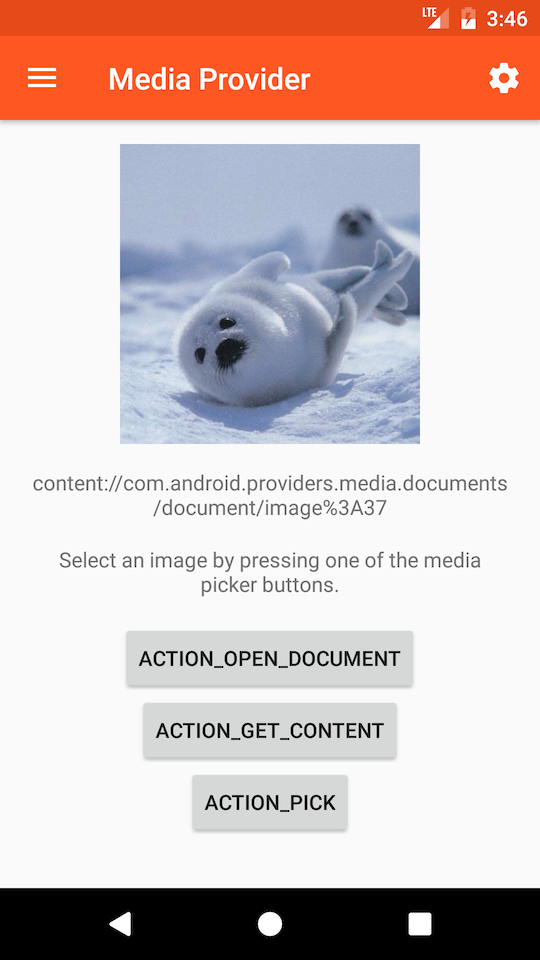 LTE 3:46
Media Provider
content://com.android.providers.media.documents
/document/image%3A37
Select an image by pressing one of the media
picker buttons.
ACTION_OPEN_DOCUMENT
ACTION_GET_CONTENT
ACTION_PICK